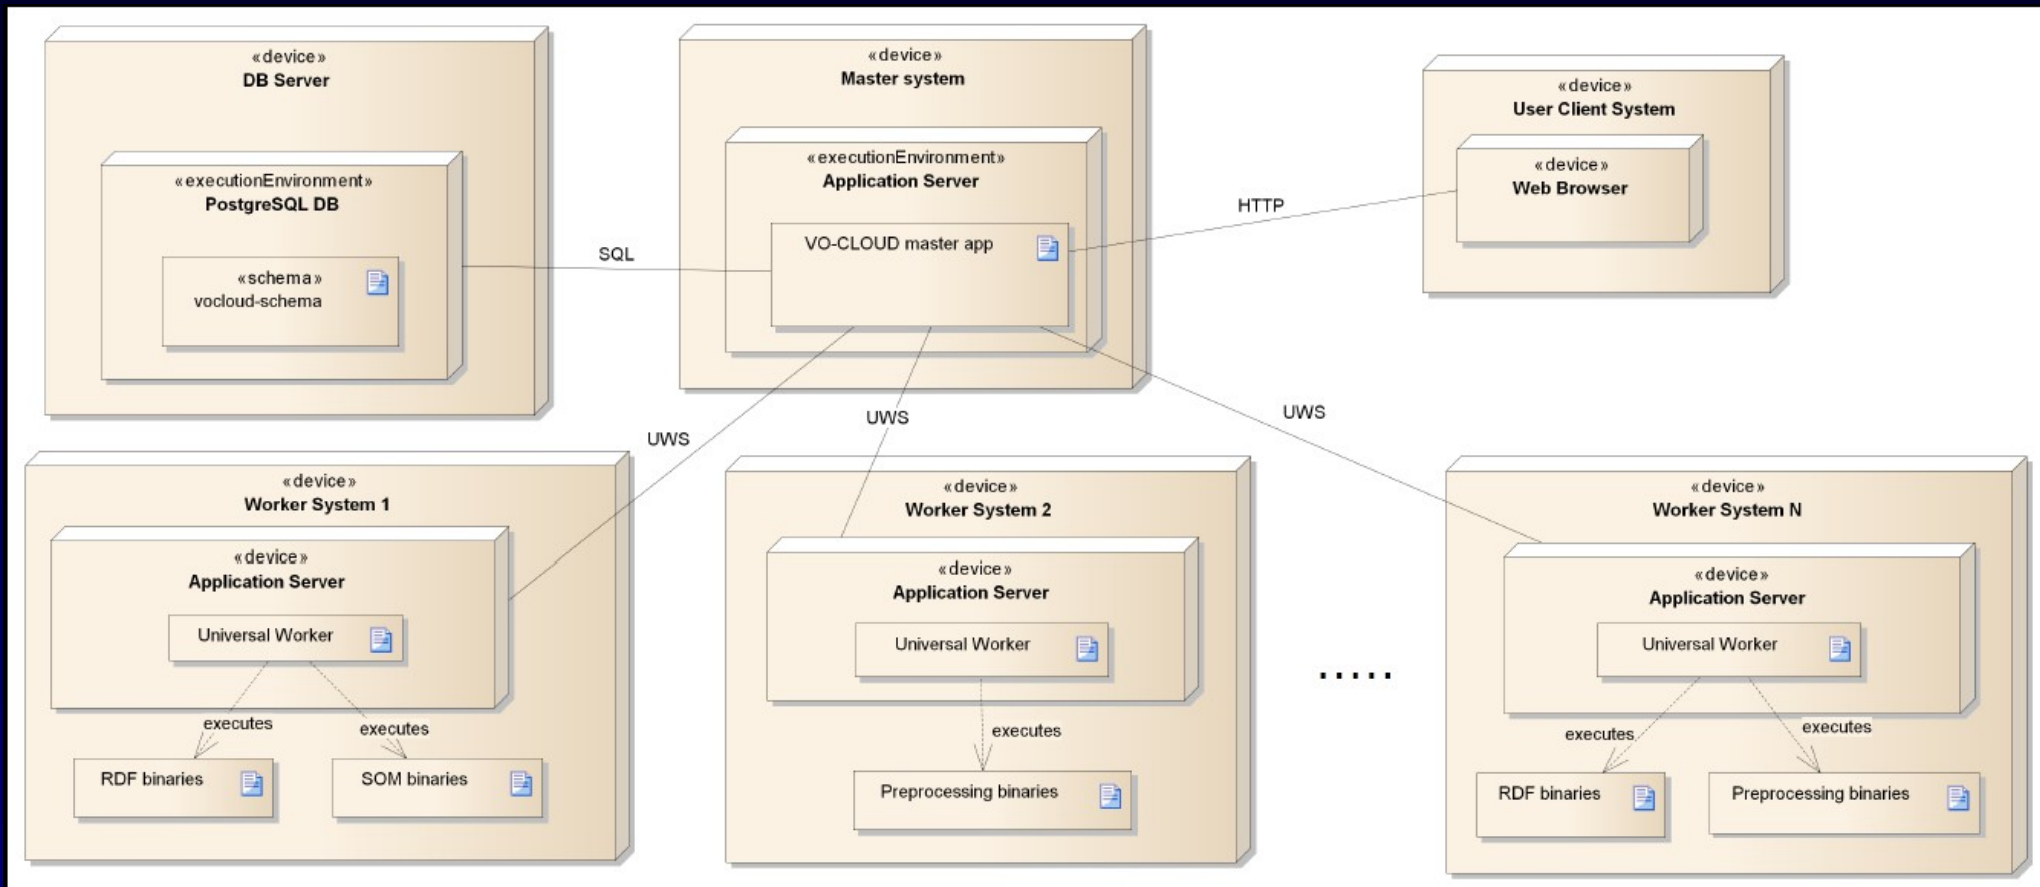 «device»
DB Server
«executionEnvironment»
PostgreSQL DB
«schema»
vocloud-schema
SQL
«device»
Master system
«executionEnvironment»
Application Server
VO-CLOUD master app
HTTP
«device»
User Client System
«device»
Web Browser
UWS
UWS
UWS
«device»
Worker System 1
«device»
Application Server
Universal Worker
executes
executes
RDF binaries
SOM binaries
«device»
Worker System 2
«device»
Application Server
Universal Worker
executes
Preprocessing binaries
.....
«device»
Worker System N
«device»
Application Server
Universal Worker
executes
executes
RDF binaries
Preprocessing binaries